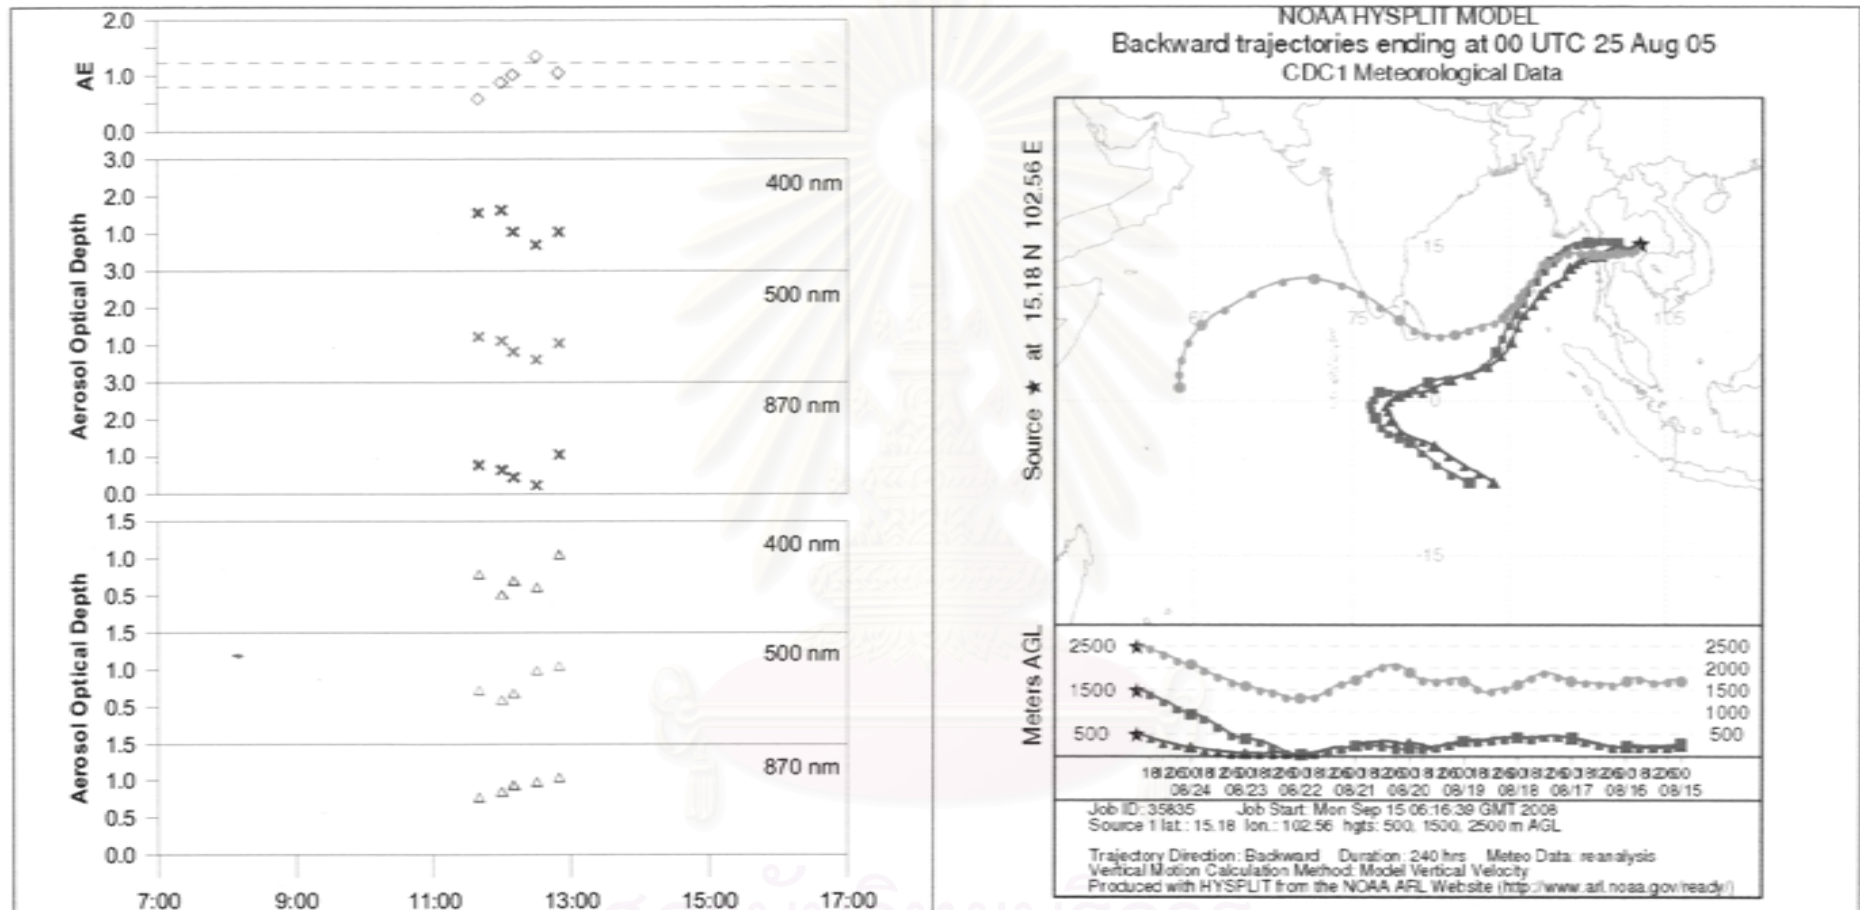 2.0
1.0
0.0
AE
3.0
2.0
1.0
400 nm
3.0
2.0
1.0
500 nm
3.0
2.0
1.0
0.0
870 nm
Aerosol Optical Depth
1.5
1.0
0.5
400 nm
1.5
1.0
0.5
500 nm
1.5
1.0
0.5
0.0
870 nm
Aerosol Optical Depth
7:00 9:00 11:00 13:00 15:00 17:00
NOAA HYSPLIT MODEL
Backward trajectories ending at 00 UTC 25 Aug 05
CDC1 Meteorological Data
Source ★ at 15.18 N 102.56 E
15
60 75 105
0
-15
Meters AGL
2500 2500
2000
1500 1500
1000
500 500
08/24 08/23 08/22 08/21 08/20 08/19 08/18 08/17 08/16 08/15
Job ID: 35835 Job Start: Mon Sep 15 06:16:39 GMT 2008
Source 1 lat.: 15.18 lon.: 102.56 hgts: 500, 1500, 2500 m AGL
Trajectory Direction: Backward Duration: 240 hrs Meteo Data: reanalysis
Vertical Motion Calculation Method: Model Vertical Velocity
Produced with HYSPLIT from the NOAA ARL Website (http://www.arl.noaa.gov/ready/)